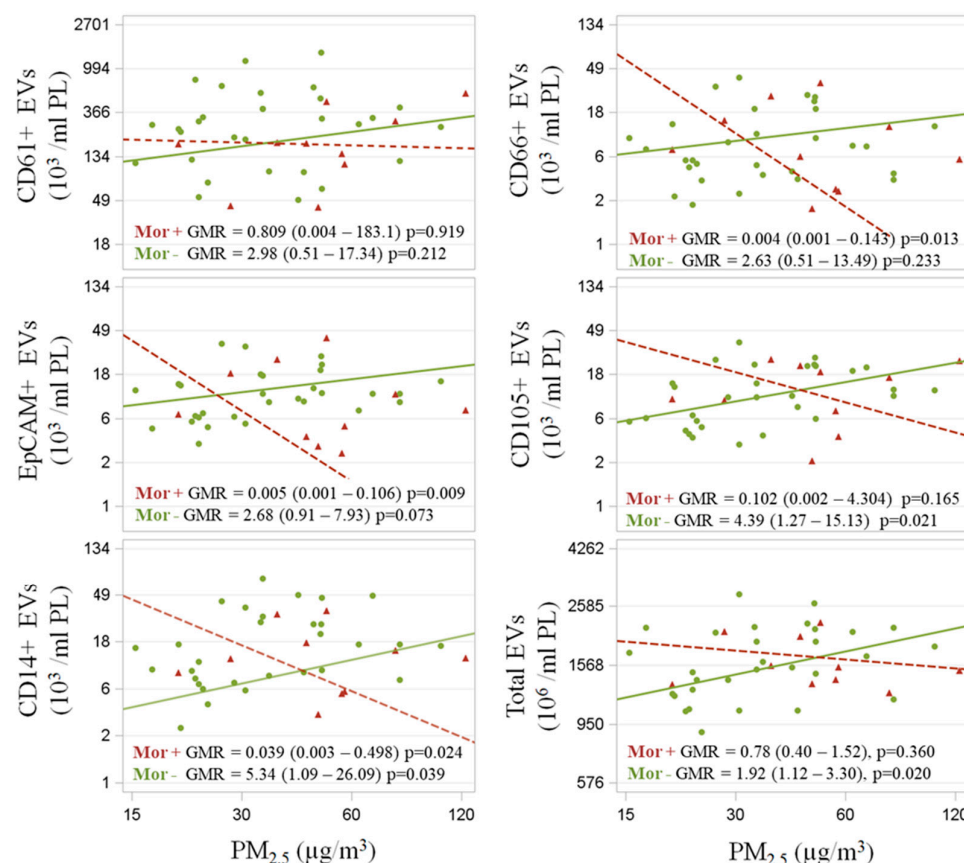 CD61+ EVs
(10³ /ml PL)
2701
994
366
134
49
18
Mor + GMR = 0.809 (0.004 – 183.1) p=0.919
Mor - GMR = 2.98 (0.51 – 17.34) p=0.212
CD66+ EVs
(10³ /ml PL)
134
49
18
6
2
1
Mor + GMR = 0.004 (0.001 – 0.143) p=0.013
Mor - GMR = 2.63 (0.51 – 13.49) p=0.233
EpCAM+ EVs
(10³ /ml PL)
134
49
18
6
2
1
Mor + GMR = 0.005 (0.001 – 0.106) p=0.009
Mor - GMR = 2.68 (0.91 – 7.93) p=0.073
CD105+ EVs
(10³ /ml PL)
134
49
18
6
2
1
Mor + GMR = 0.102 (0.002 – 4.304) p=0.165
Mor - GMR = 4.39 (1.27 – 15.13) p=0.021
CD14+ EVs
(10³ /ml PL)
134
49
18
6
2
1
Mor + GMR = 0.039 (0.003 – 0.498) p=0.024
Mor - GMR = 5.34 (1.09 – 26.09) p=0.039
15 30 60 120
PM₂.₅ (µg/m³)
Total EVs
(10⁶ /ml PL)
4262
2585
1568
950
576
Mor + GMR = 0.78 (0.40 – 1.52), p=0.360
Mor - GMR = 1.92 (1.12 – 3.30), p=0.020
15 30 60 120
PM₂.₅ (µg/m³)